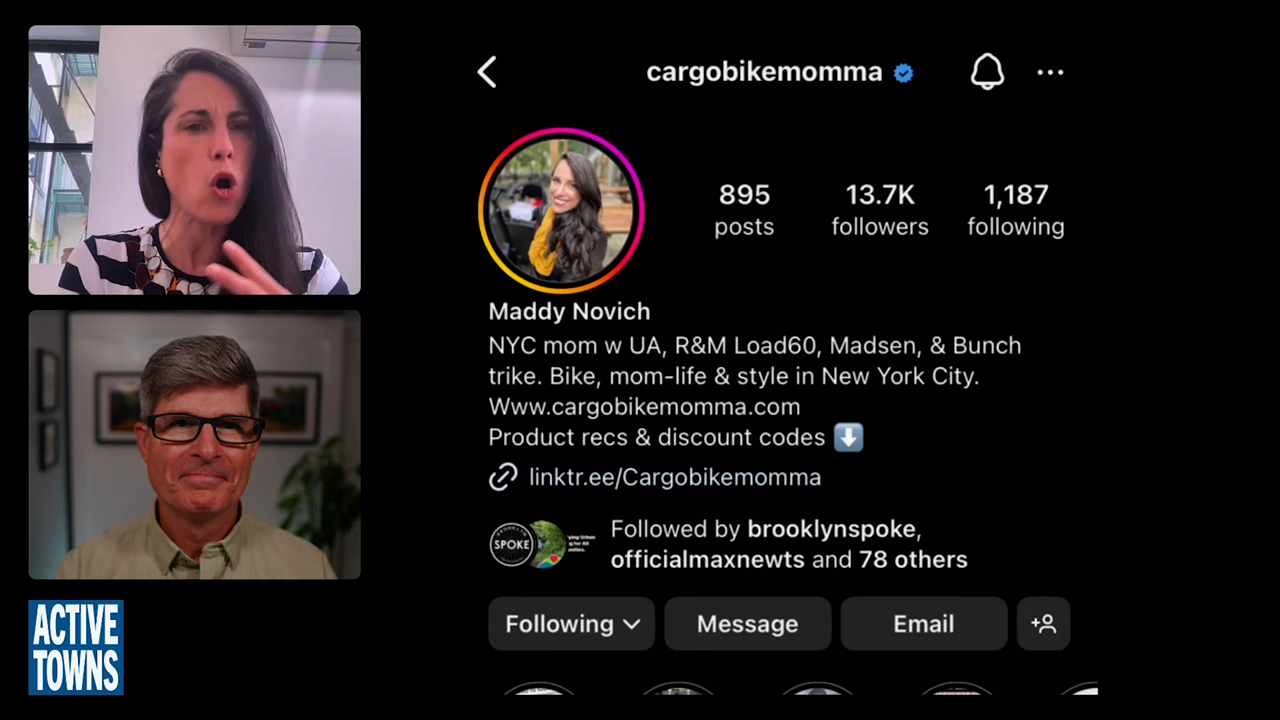 cargobikemomma
895
13.7K
1,187
posts
followers
following
Maddy Novich
NYC mom w UA, R&M Load60, Madsen, & Bunch
trike. Bike, mom-life & style in New York City.
Www.cargobikemomma.com
Product recs & discount codes
linktr.ee/Cargobikemomma
BROOKLYN
SPOKE
Followed by brooklynspoke,
officialmaxnewts and 78 others
Following
Message
Email
ACTIVE
TOWNS